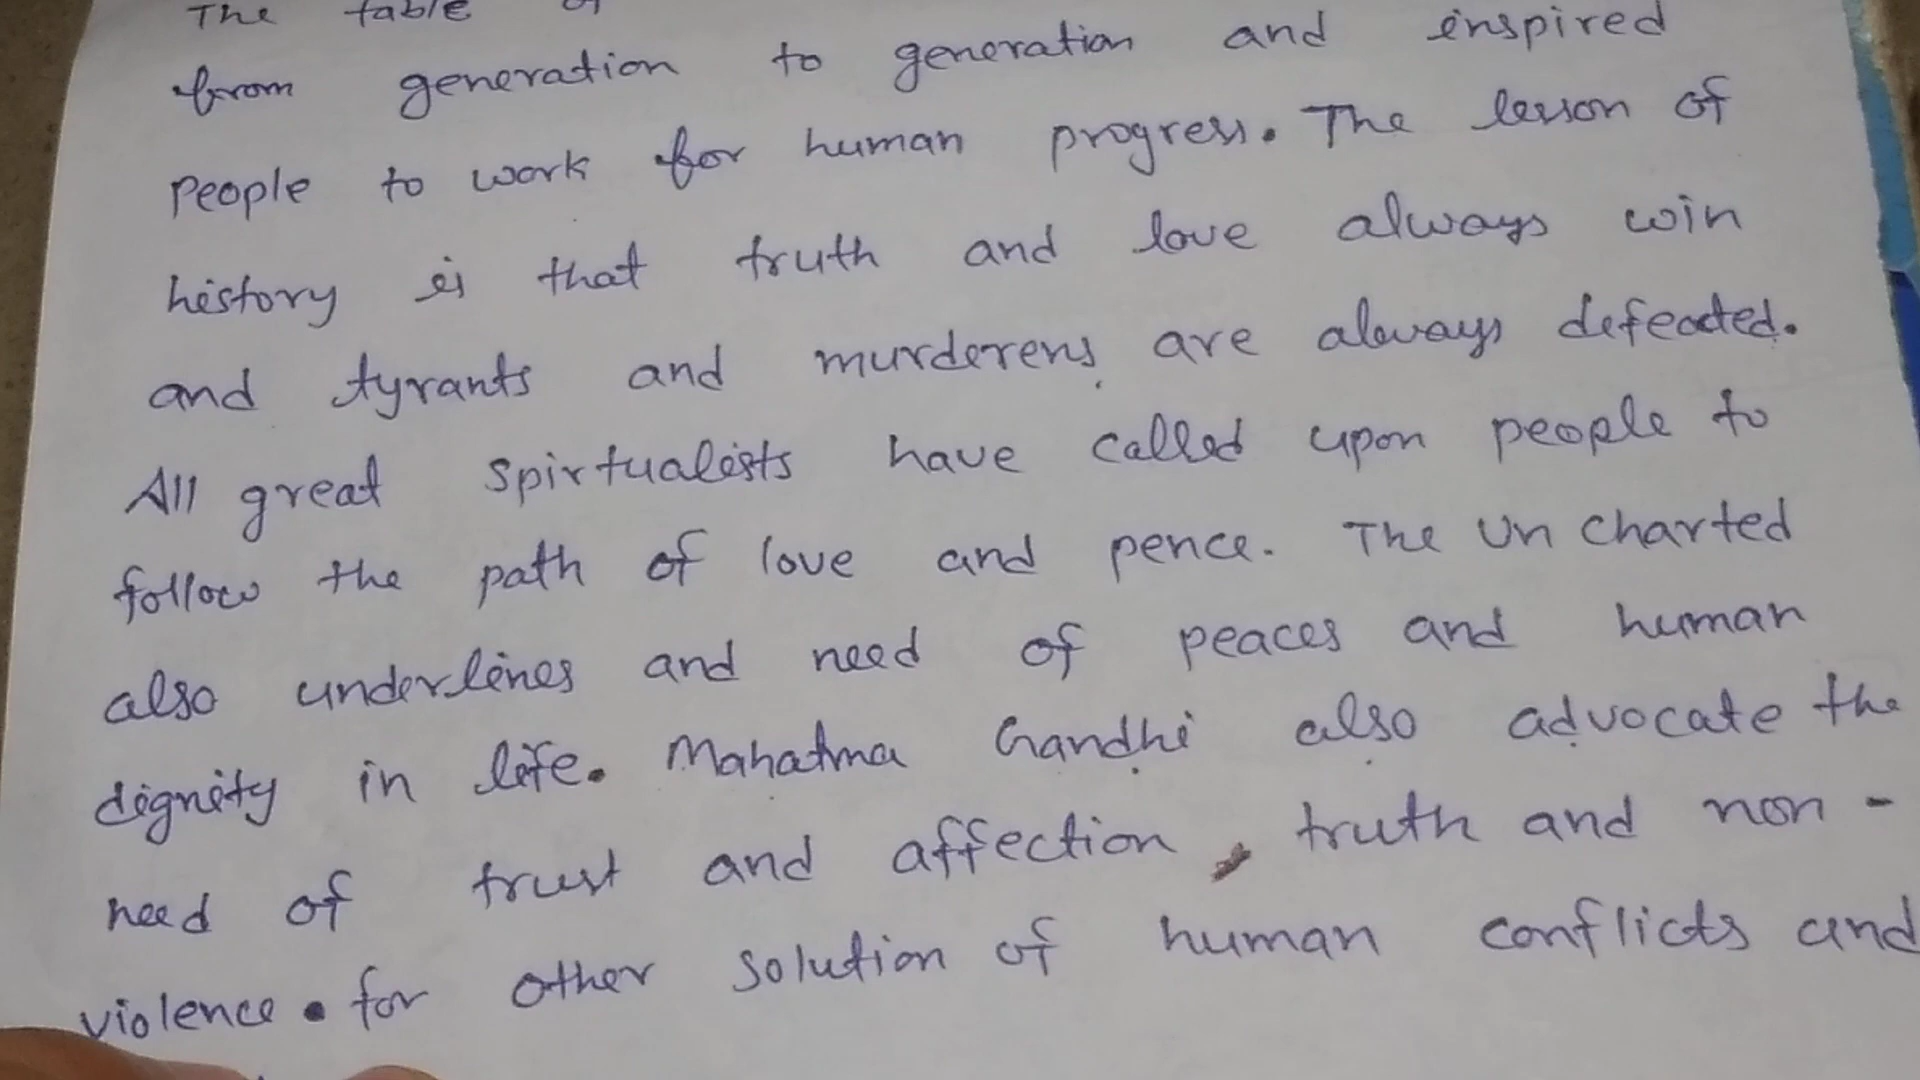 The table of
from generation to generation and inspired
People to work for human progress. The lesson of
history is that truth and love always win
and tyrants and murderers are always defeated.
All great spirtualists have called upon people to
follow the path of love and pence. The Un charted
also underlines and need of peaces and human
dignity in life. Mahatma Gandhi also advocate the
need of trust and affection, truth and non-
violence. for other solution of human conflicts and